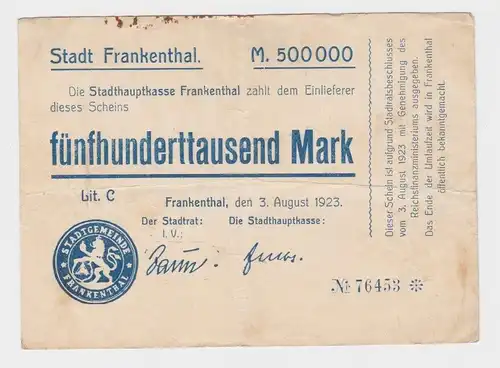 Stadt Frankenthal. M. 500000
Die Stadthauptkasse Frankenthal zahlt dem Einlieferer
dieses Scheins
fünfhunderttausend Mark
Lit. C
Frankenthal, den 3. August 1923.
Der Stadtrat: Die Stadthauptkasse:
I. V.:
STADTGEMEINDE
FRANKENTHAL
№ 76453 ※
Dieser Schein ist aufgrund Stadtratsbeschlusses
vom 3. August 1923 mit Genehmigung des
Reichsfinanzministeriums ausgegeben.
Das Ende der Umlaufzeit wird in Frankenthal
öffentlich bekanntgemacht.